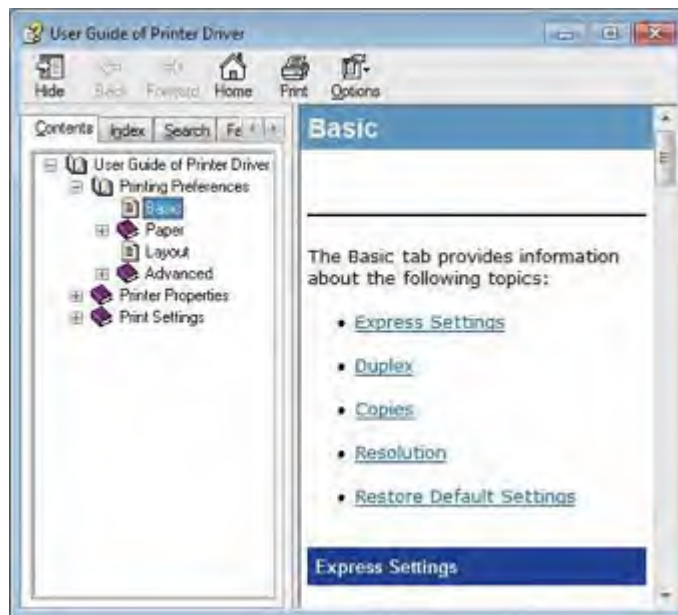 User Guide of Printer Driver
Hide Back Forward Home Print Options
Contents Index Search
User Guide of Printer Driver
Printing Preferences
Basic
Paper
Layout
Advanced
Printer Properties
Print Settings
Basic
The Basic tab provides information
about the following topics:
• Express Settings
• Duplex
• Copies
• Resolution
• Restore Default Settings
Express Settings